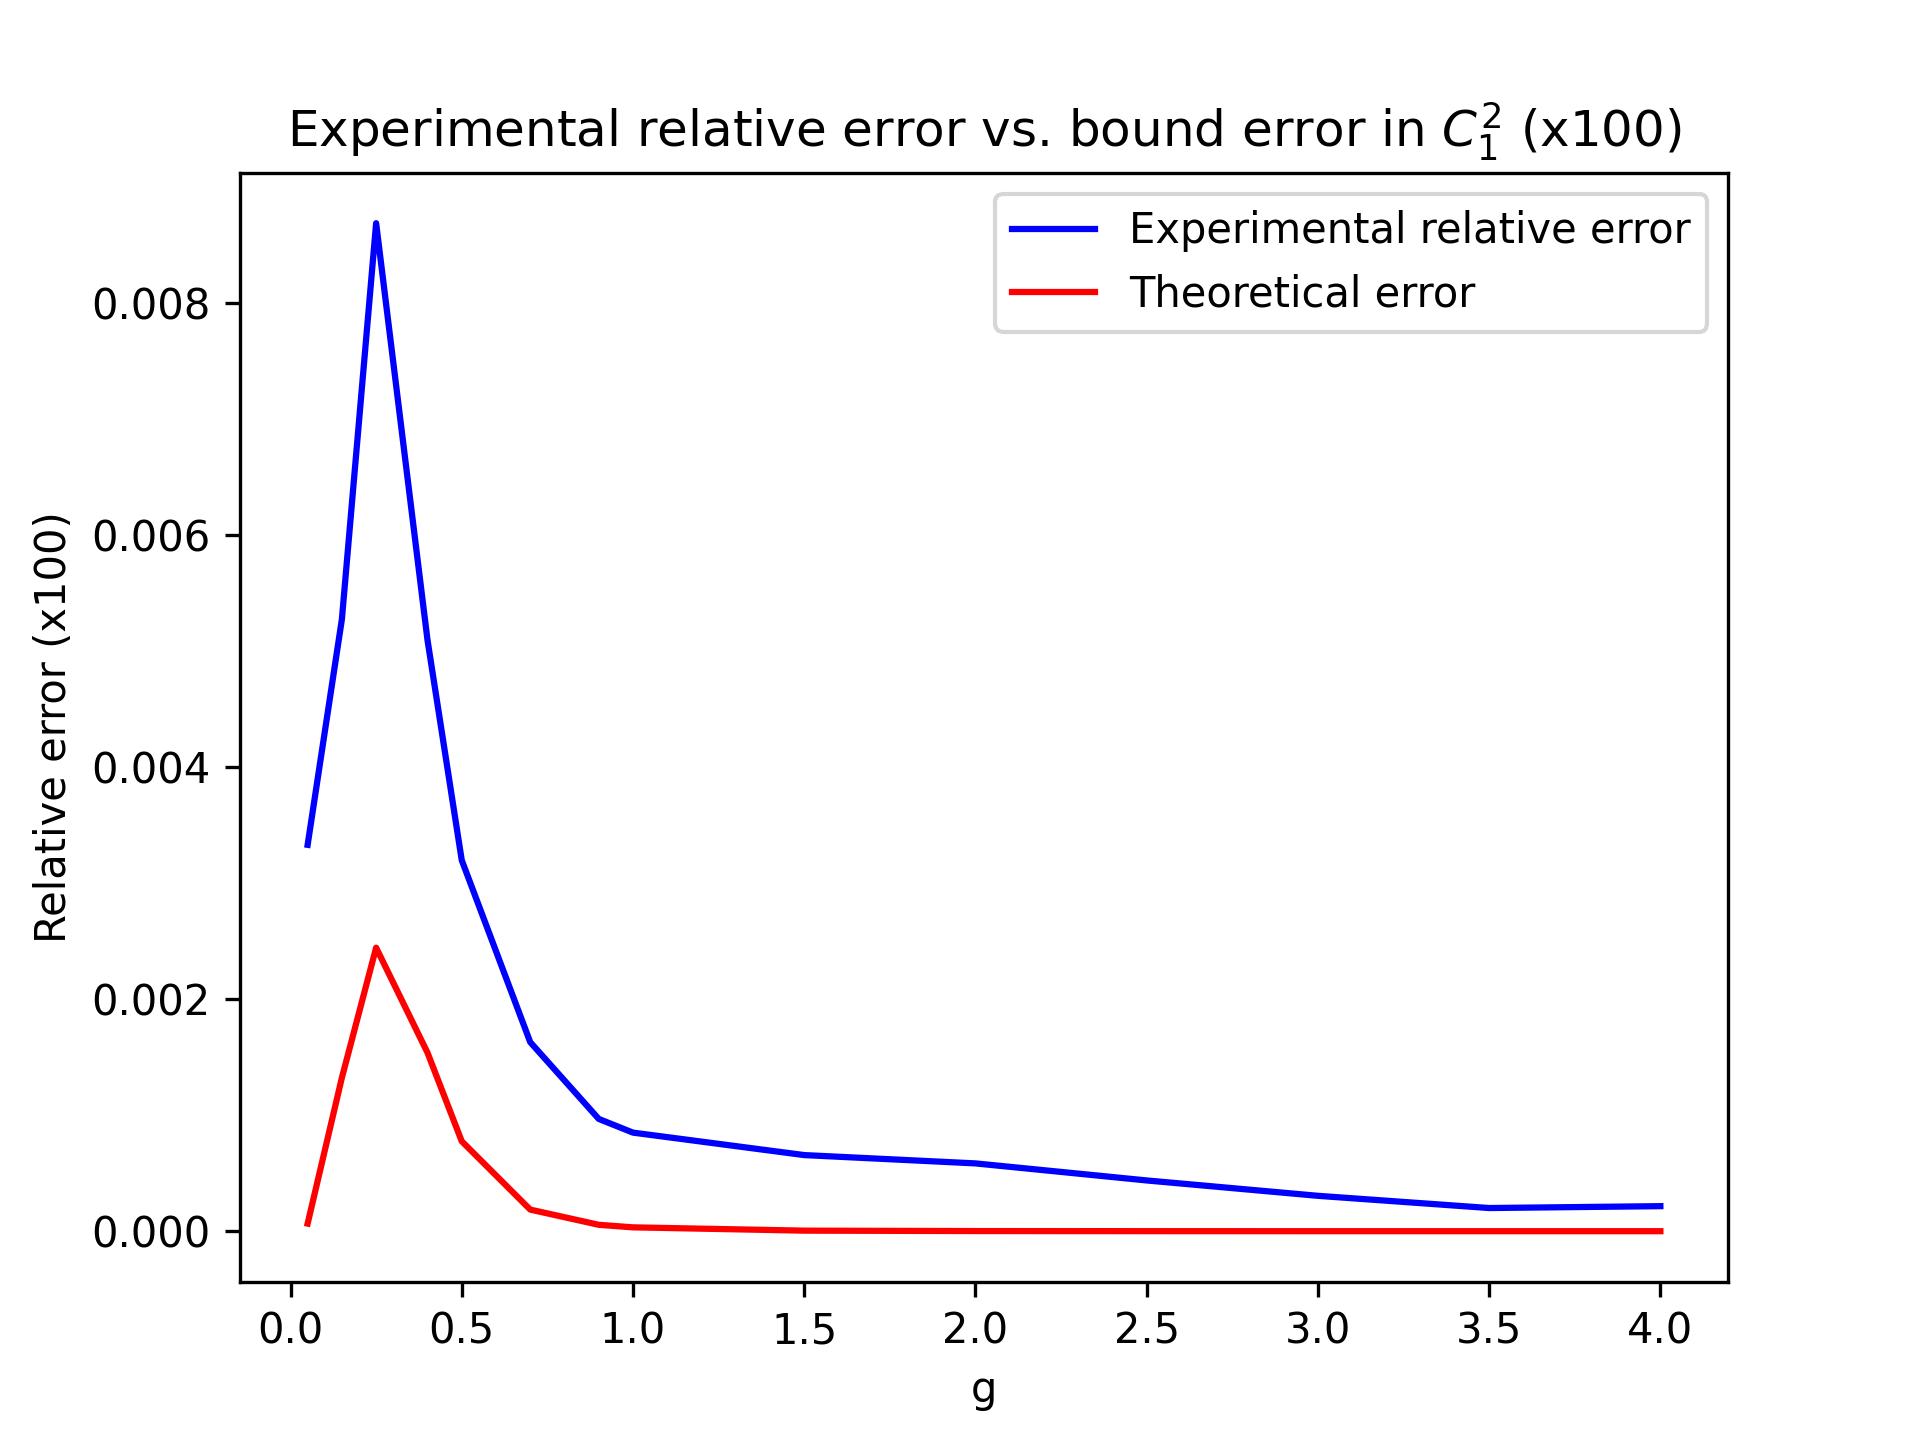 Experimental relative error vs. bound error in $C_1^2$ (x100)
Experimental relative error
Theoretical error
Relative error (x100)
0.008
0.006
0.004
0.002
0.000
0.0 0.5 1.0 1.5 2.0 2.5 3.0 3.5 4.0
g